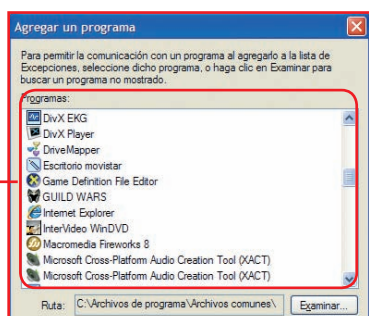 Agregar un programa
Para permitir la comunicación con un programa al agregarlo a la lista de
Excepciones, seleccione dicho programa, o haga clic en Examinar para
buscar un programa no mostrado.
Programas:
DivX EKG
DivX Player
DriveMapper
Escritorio movistar
Game Definition File Editor
GUILD WARS
Internet Explorer
InterVideo WinDVD
Macromedia Fireworks 8
Microsoft Cross-Platform Audio Creation Tool (XACT)
Microsoft Cross-Platform Audio Creation Tool (XACT)
Ruta: C:\Archivos de programa\Archivos comunes\ Examinar...